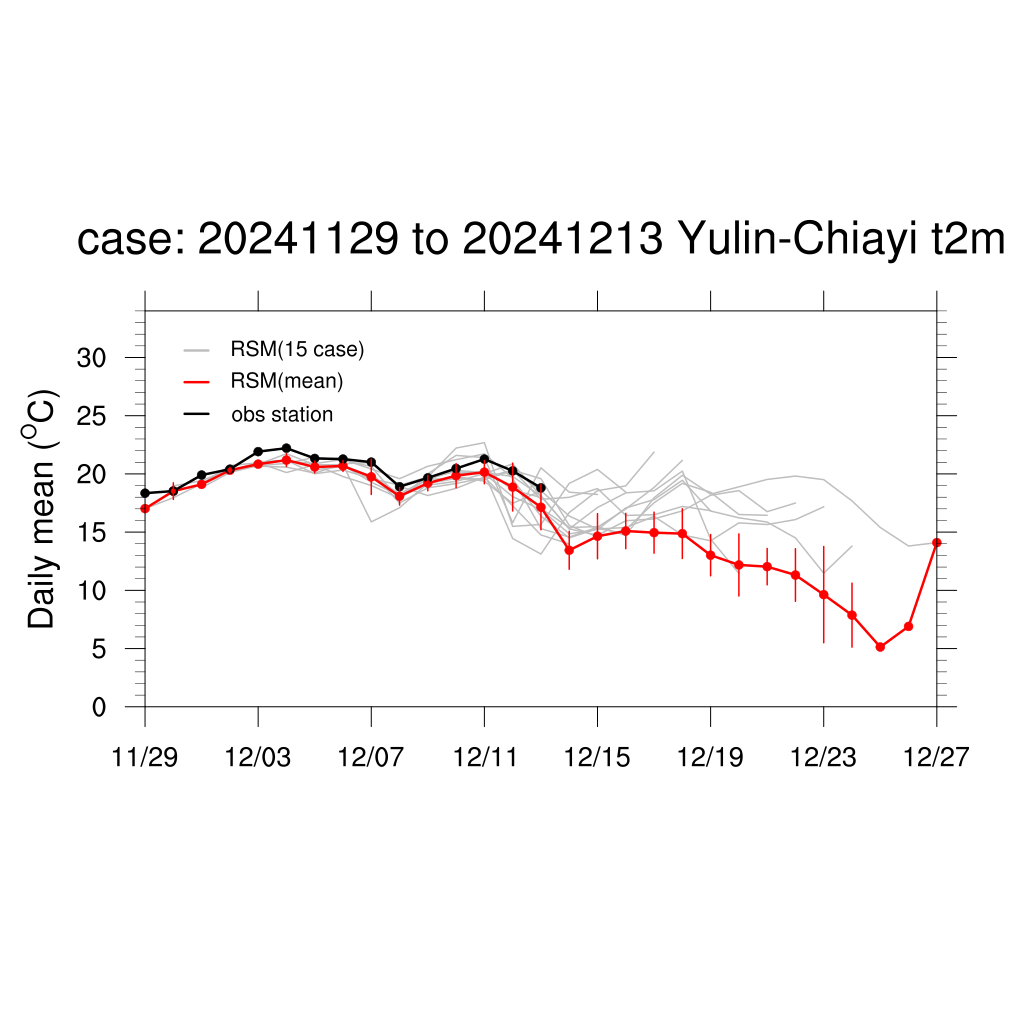 case: 20241129 to 20241213 Yulin-Chiayi t2m
RSM(15 case)
RSM(mean)
obs station
Daily mean (°C)
30
25
20
15
10
5
0
11/29 12/03 12/07 12/11 12/15 12/19 12/23 12/27